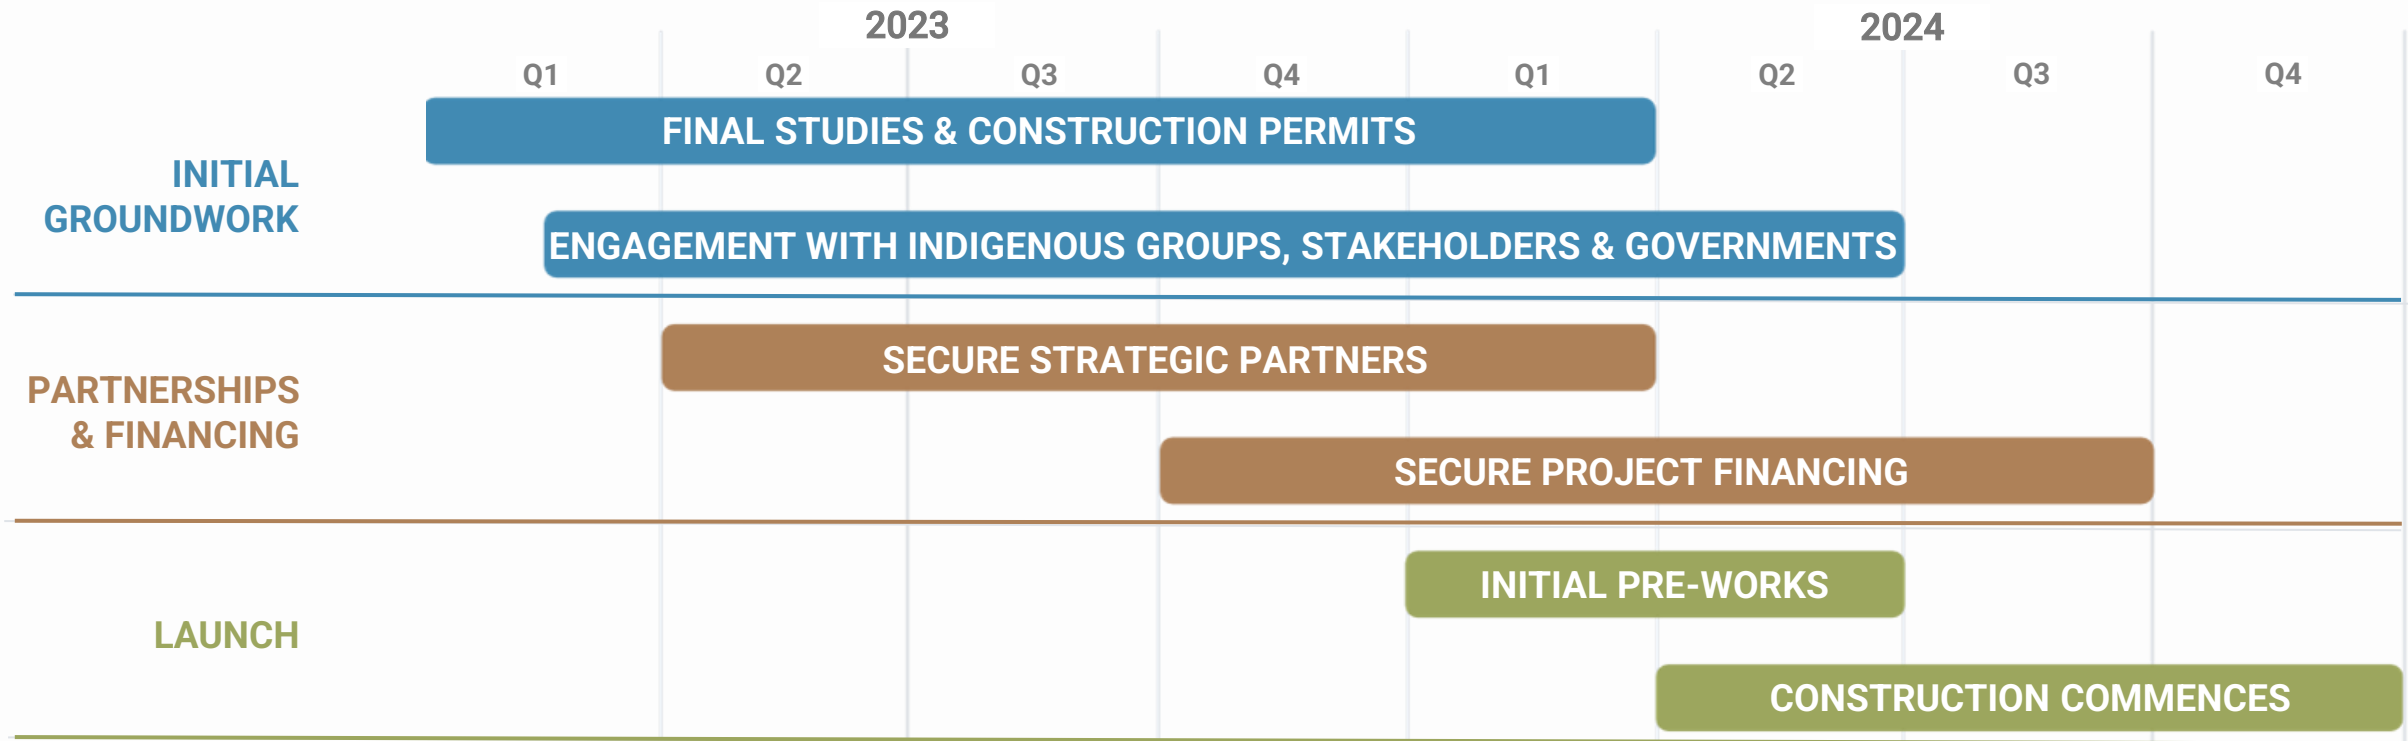 2023
2024
Q1
Q2
Q3
Q4
Q1
Q2
Q3
Q4
INITIAL
GROUNDWORK
FINAL STUDIES & CONSTRUCTION PERMITS
ENGAGEMENT WITH INDIGENOUS GROUPS, STAKEHOLDERS & GOVERNMENTS
PARTNERSHIPS
& FINANCING
SECURE STRATEGIC PARTNERS
SECURE PROJECT FINANCING
LAUNCH
INITIAL PRE-WORKS
CONSTRUCTION COMMENCES